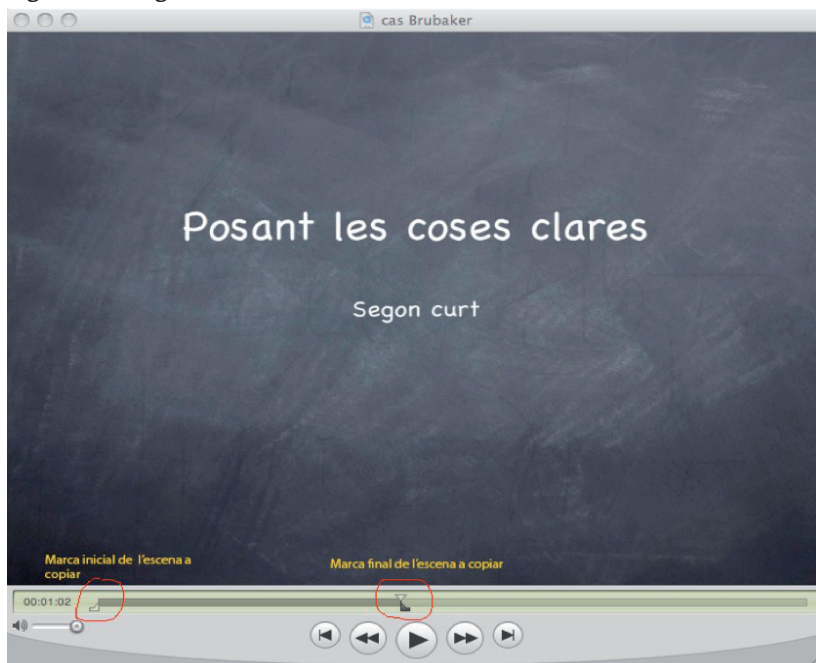 cas Brubaker
Posant les coses clares
Segon curt
Marca inicial de l'escena a
copiar
Marca final de l'escena a copiar
00:01:02